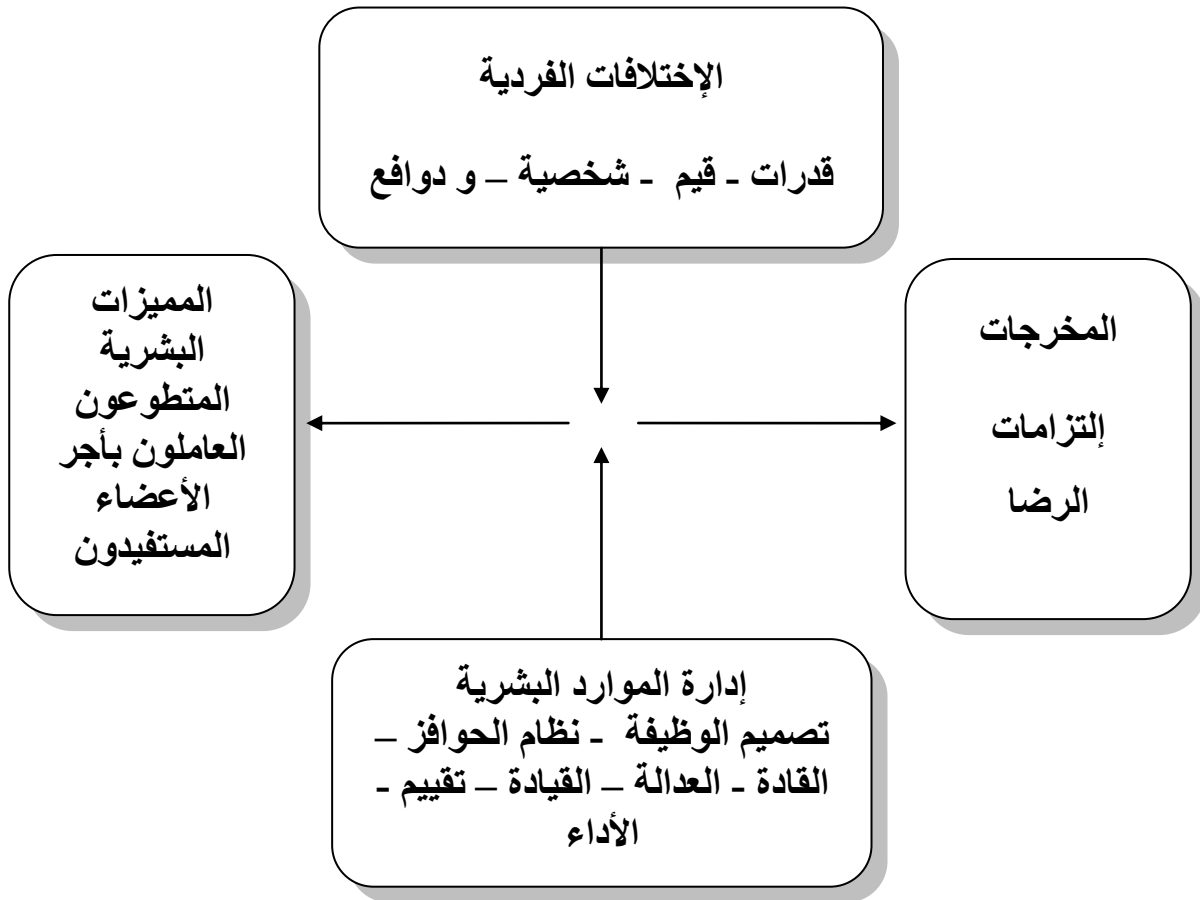 الإختلافات الفردية
قدرات - قيم - شخصية – و دوافع
المخرجات
إلتزامات
الرضا
المميزات
البشرية
المتطوعون
العاملون بأجر
الأعضاء
المستفيدون
إدارة الموارد البشرية
تصميم الوظيفة - نظام الحوافز –
القادة - العدالة – القيادة – تقييم -
الأداء